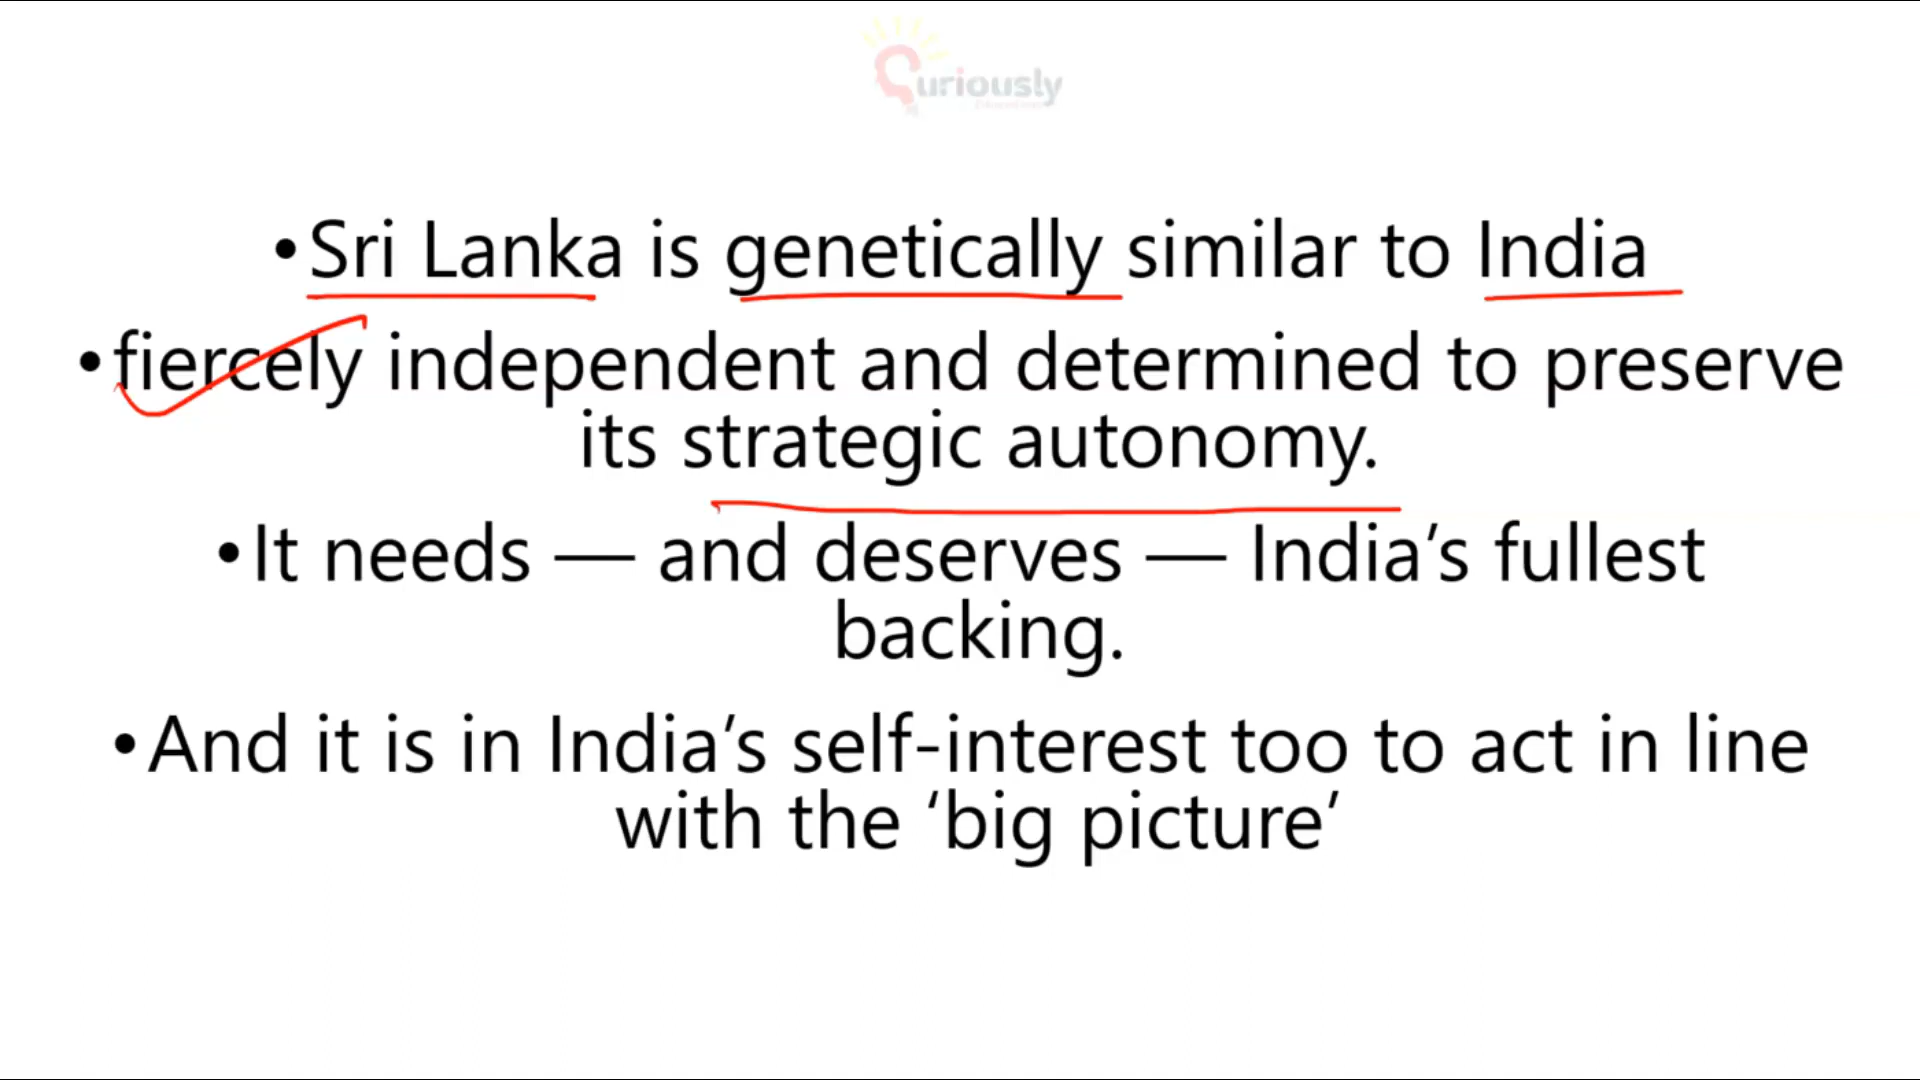 Curiously
•Sri Lanka is genetically similar to India
•fiercely independent and determined to preserve
its strategic autonomy.
•It needs — and deserves — India’s fullest
backing.
•And it is in India’s self-interest too to act in line
with the ‘big picture’